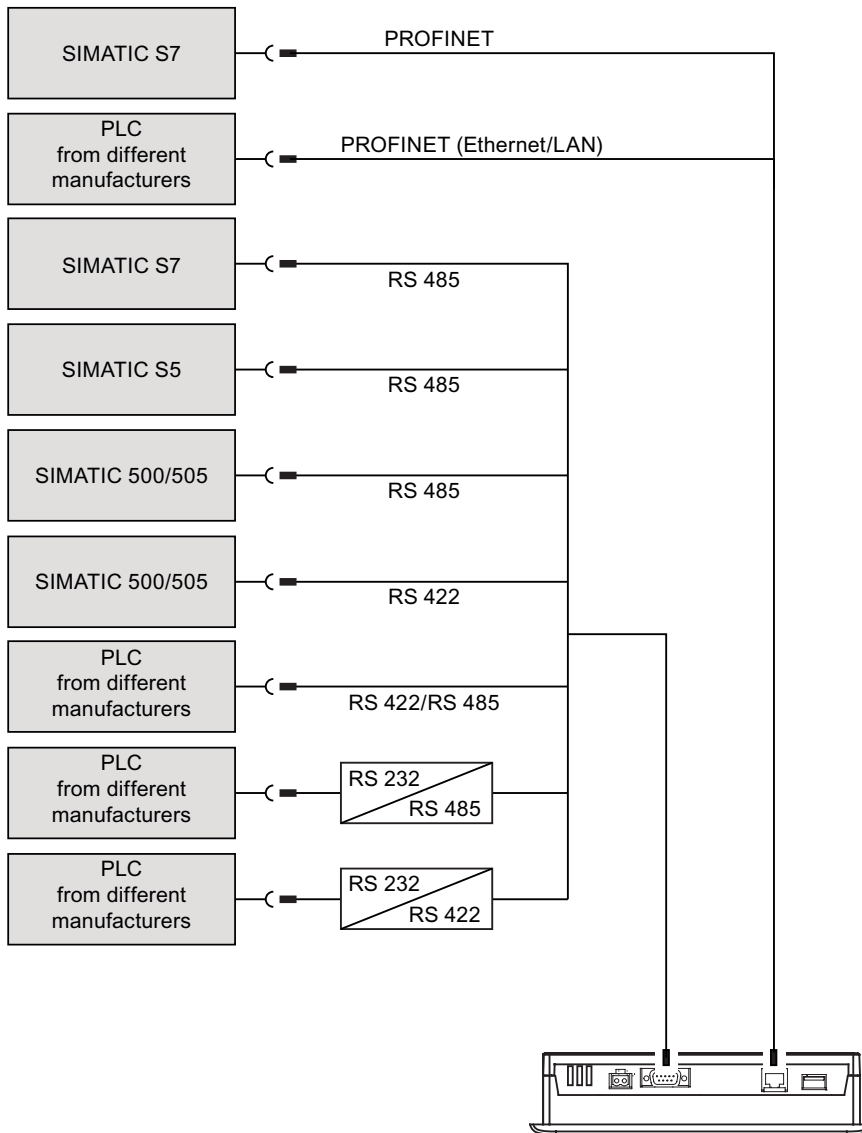 SIMATIC S7
PROFINET
PLC
from different
manufacturers
PROFINET (Ethernet/LAN)
SIMATIC S7
RS 485
SIMATIC S5
RS 485
SIMATIC 500/505
RS 485
SIMATIC 500/505
RS 422
PLC
from different
manufacturers
RS 422/RS 485
PLC
from different
manufacturers
RS 232
RS 485
PLC
from different
manufacturers
RS 232
RS 422